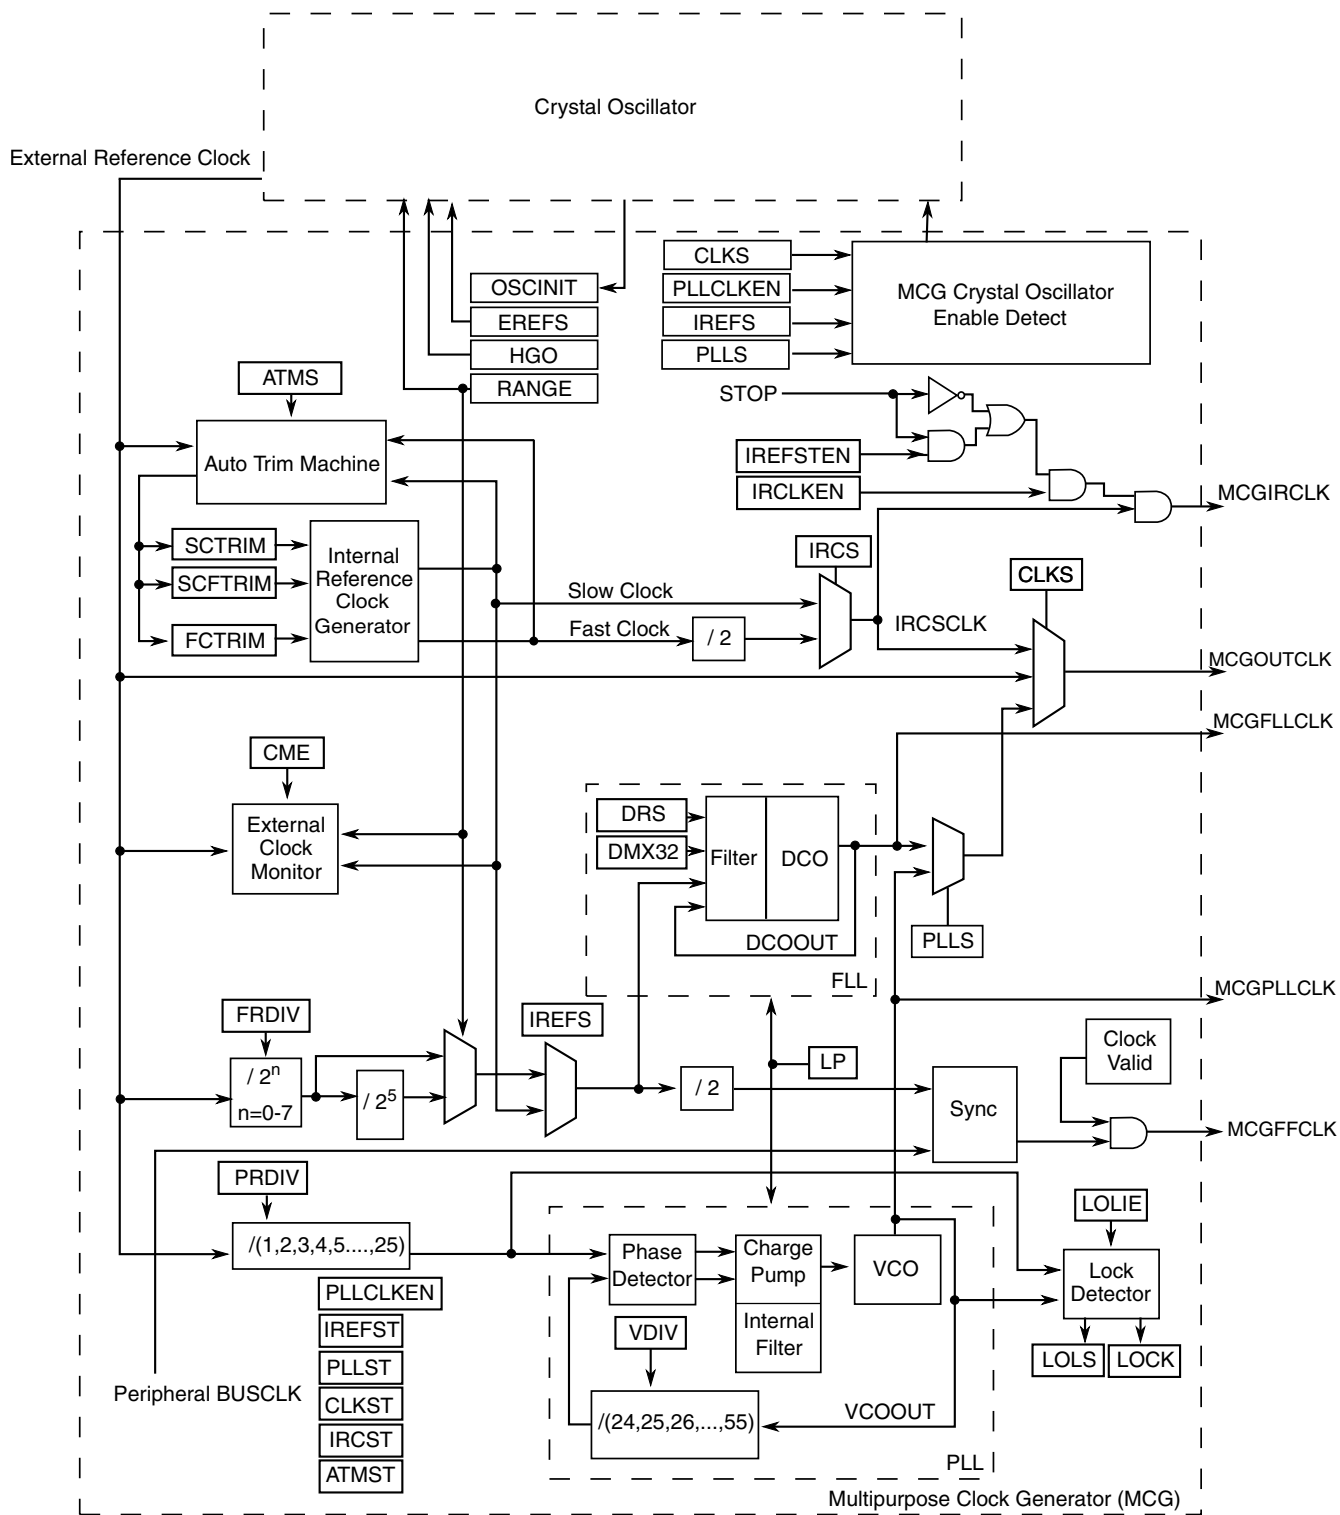 Crystal Oscillator
External Reference Clock
CLKS
PLLCLKEN
IREFS
PLLS
MCG Crystal Oscillator
Enable Detect
OSCINIT
EREFS
HGO
RANGE
ATMS
STOP
Auto Trim Machine
IREFSTEN
IRCLKEN
MCGIRCLK
SCTRIM
SCFTRIM
FCTRIM
Internal
Reference
Clock
Generator
IRCS
CLKS
Slow Clock
Fast Clock
/ 2
IRCSCLK
MCGOUTCLK
MCGFLLCLK
CME
External
Clock
Monitor
DRS
DMX32
Filter
DCO
DCOOUT
PLLS
FLL
MCGPLLCLK
FRDIV
IREFS
Clock
Valid
/ 2ⁿ
n=0-7
/ 2⁵
/ 2
LP
Sync
MCGFFCLK
PRDIV
LOLIE
/(1,2,3,4,5....,25)
Phase
Detector
Charge
Pump
VCO
Lock
Detector
PLLCLKEN
IREFST
PLLST
CLKST
IRCST
ATMST
Internal
Filter
VDIV
LOLS
LOCK
Peripheral BUSCLK
/(24,25,26,...,55)
VCOOUT
PLL
Multipurpose Clock Generator (MCG)